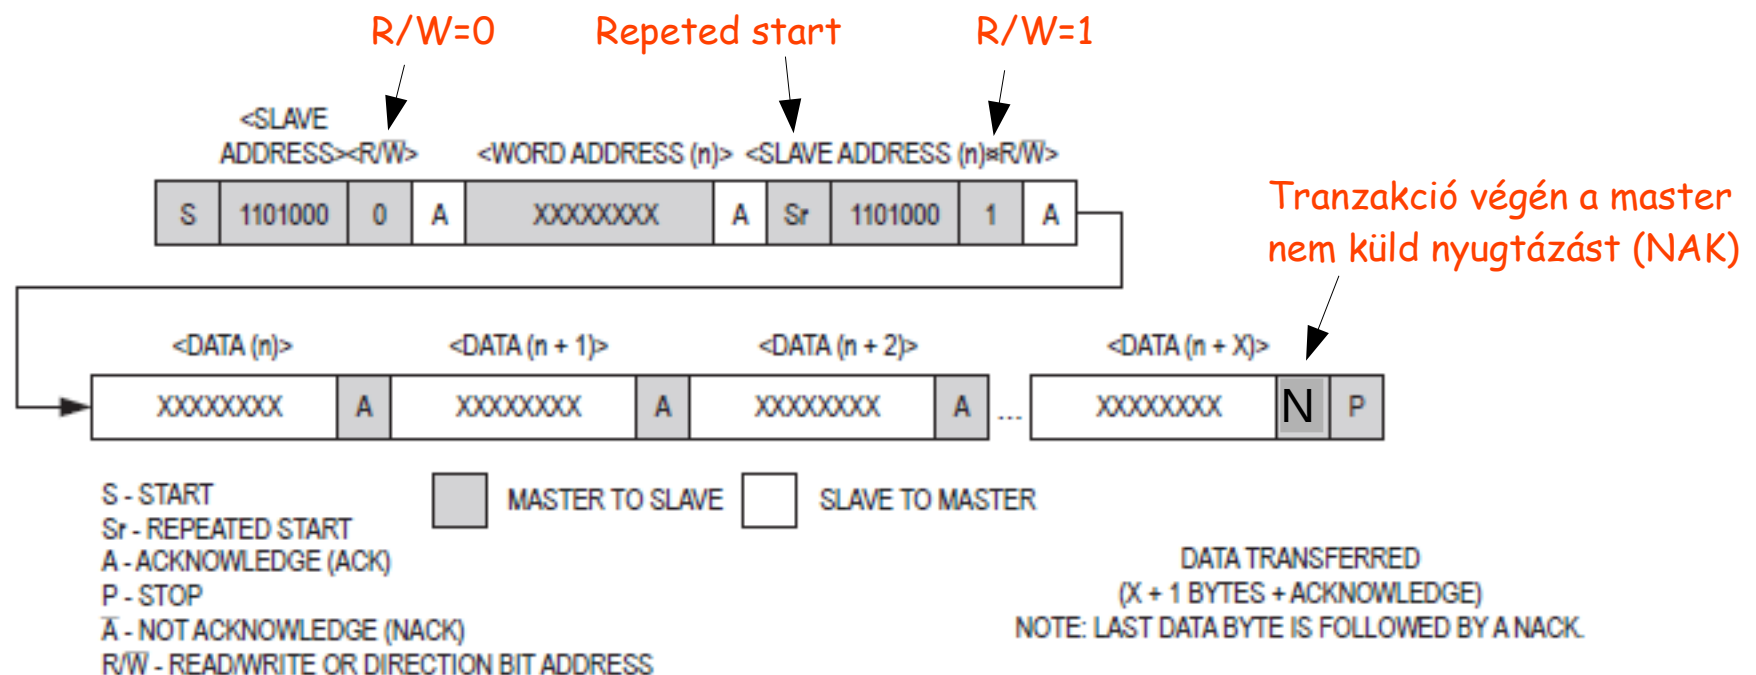 R/W=0 Repeted start R/W=1
<SLAVE
ADDRESS><R/W̅> <WORD ADDRESS (n)> <SLAVE ADDRESS (n)><R/W̅>
S 1101000 0 A XXXXXXXX A Sr 1101000 1 A
Tranzakció végén a master
nem küld nyugtázást (NAK)
<DATA (n)> <DATA (n + 1)> <DATA (n + 2)> <DATA (n + X)>
XXXXXXXX A XXXXXXXX A XXXXXXXX A ... XXXXXXXX N P
S - START
Sr - REPEATED START
A - ACKNOWLEDGE (ACK)
P - STOP
A̅ - NOT ACKNOWLEDGE (NACK)
R/W̅ - READ/WRITE OR DIRECTION BIT ADDRESS
MASTER TO SLAVE SLAVE TO MASTER
DATA TRANSFERRED
(X + 1 BYTES + ACKNOWLEDGE)
NOTE: LAST DATA BYTE IS FOLLOWED BY A NACK.